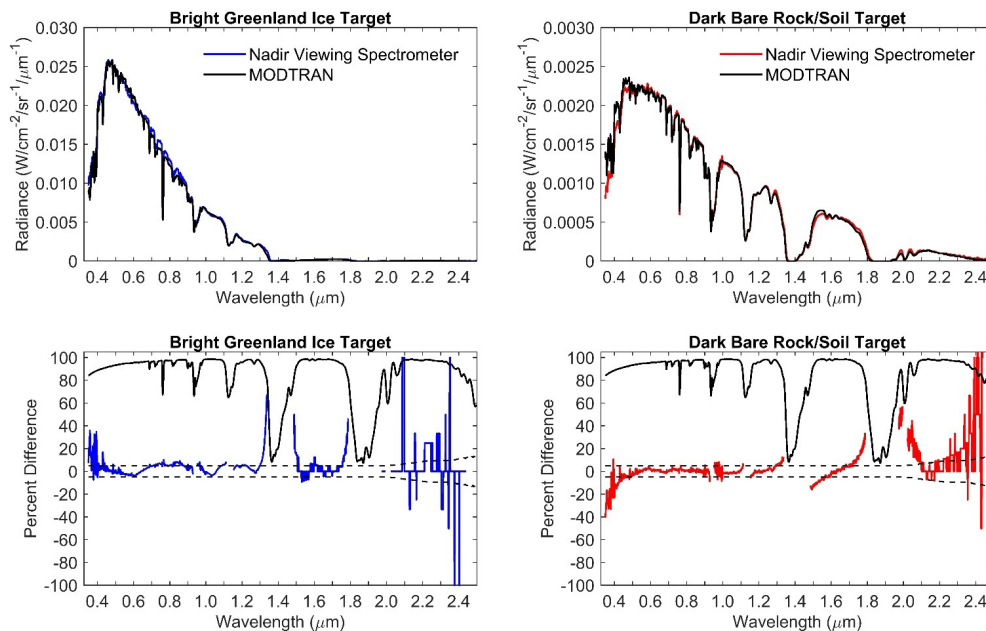 Bright Greenland Ice Target
0.030
0.025
0.020
0.015
0.010
0.005
0
Radiance (W/cm⁻²/sr⁻¹/μm⁻¹)
Nadir Viewing Spectrometer
MODTRAN
0.4 0.6 0.8 1.0 1.2 1.4 1.6 1.8 2.0 2.2 2.4
Wavelength (μm)
Dark Bare Rock/Soil Target
0.0030
0.0025
0.0020
0.0015
0.0010
0.0005
0
Radiance (W/cm⁻²/sr⁻¹/μm⁻¹)
Nadir Viewing Spectrometer
MODTRAN
0.4 0.6 0.8 1.0 1.2 1.4 1.6 1.8 2.0 2.2 2.4
Wavelength (μm)
Bright Greenland Ice Target
100
80
60
40
20
0
-20
-40
-60
-80
-100
Percent Difference
0.4 0.6 0.8 1.0 1.2 1.4 1.6 1.8 2.0 2.2 2.4
Wavelength (μm)
Dark Bare Rock/Soil Target
100
80
60
40
20
0
-20
-40
-60
-80
-100
Percent Difference
0.4 0.6 0.8 1.0 1.2 1.4 1.6 1.8 2.0 2.2 2.4
Wavelength (μm)